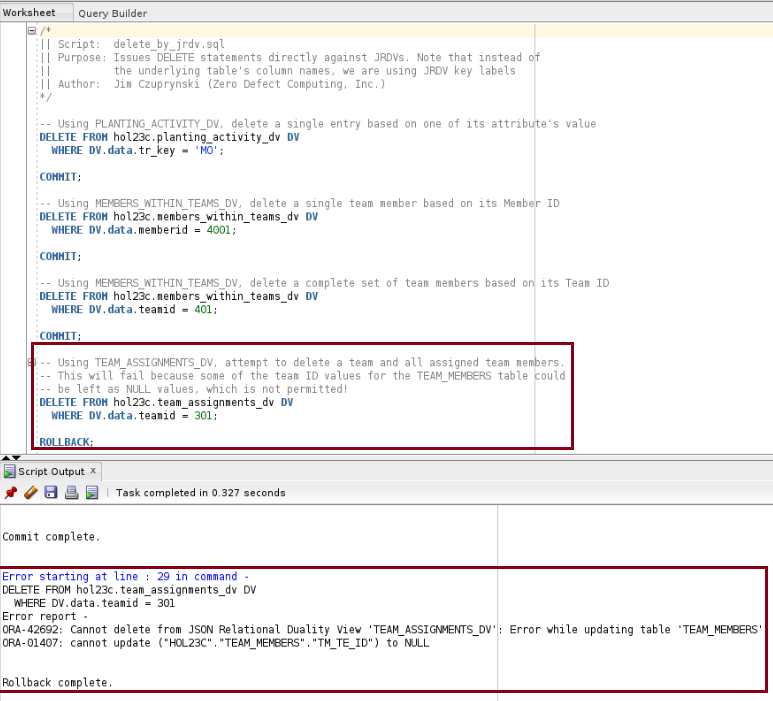 Worksheet Query Builder
/*
|| Script:  delete_by_jrdv.sql
|| Purpose: Issues DELETE statements directly against JRDVs. Note that instead of
||          the underlying table's column names, we are using JRDV key labels
|| Author:  Jim Czuprynski (Zero Defect Computing, Inc.)
*/
-- Using PLANTING_ACTIVITY_DV, delete a single entry based on one of its attribute's value
DELETE FROM hol23c.planting_activity_dv DV
  WHERE DV.data.tr_key = 'MO';
COMMIT;
-- Using MEMBERS_WITHIN_TEAMS_DV, delete a single team member based on its Member ID
DELETE FROM hol23c.members_within_teams_dv DV
  WHERE DV.data.memberid = 4001;
COMMIT;
-- Using MEMBERS_WITHIN_TEAMS_DV, delete a complete set of team members based on its Team ID
DELETE FROM hol23c.members_within_teams_dv DV
  WHERE DV.data.teamid = 401;
COMMIT;
-- Using TEAM_ASSIGNMENTS_DV, attempt to delete a team and all assigned team members.
-- This will fail because some of the team ID values for the TEAM_MEMBERS table could
-- be left as NULL values, which is not permitted!
DELETE FROM hol23c.team_assignments_dv DV
  WHERE DV.data.teamid = 301;
ROLLBACK;
Script Output x
Task completed in 0.327 seconds
Commit complete.
Error starting at line : 29 in command -
DELETE FROM hol23c.team_assignments_dv DV
  WHERE DV.data.teamid = 301
Error report -
ORA-42692: Cannot delete from JSON Relational Duality View 'TEAM_ASSIGNMENTS_DV': Error while updating table 'TEAM_MEMBERS'
ORA-01407: cannot update ("HOL23C"."TEAM_MEMBERS"."TM_TE_ID") to NULL
Rollback complete.